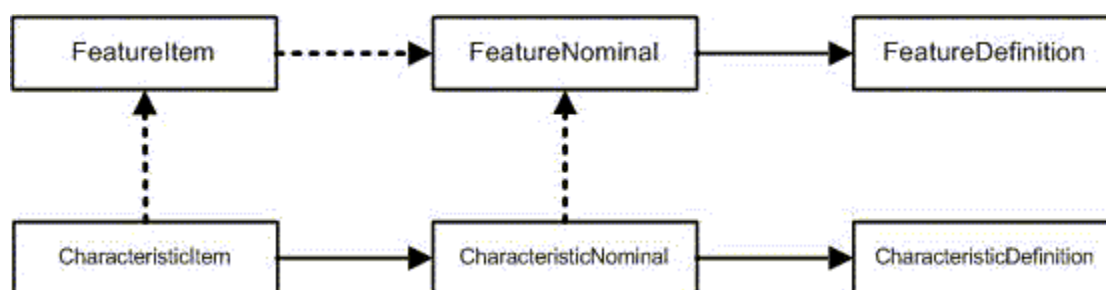 FeatureItem
FeatureNominal
FeatureDefinition
CharacteristicItem
CharacteristicNominal
CharacteristicDefinition